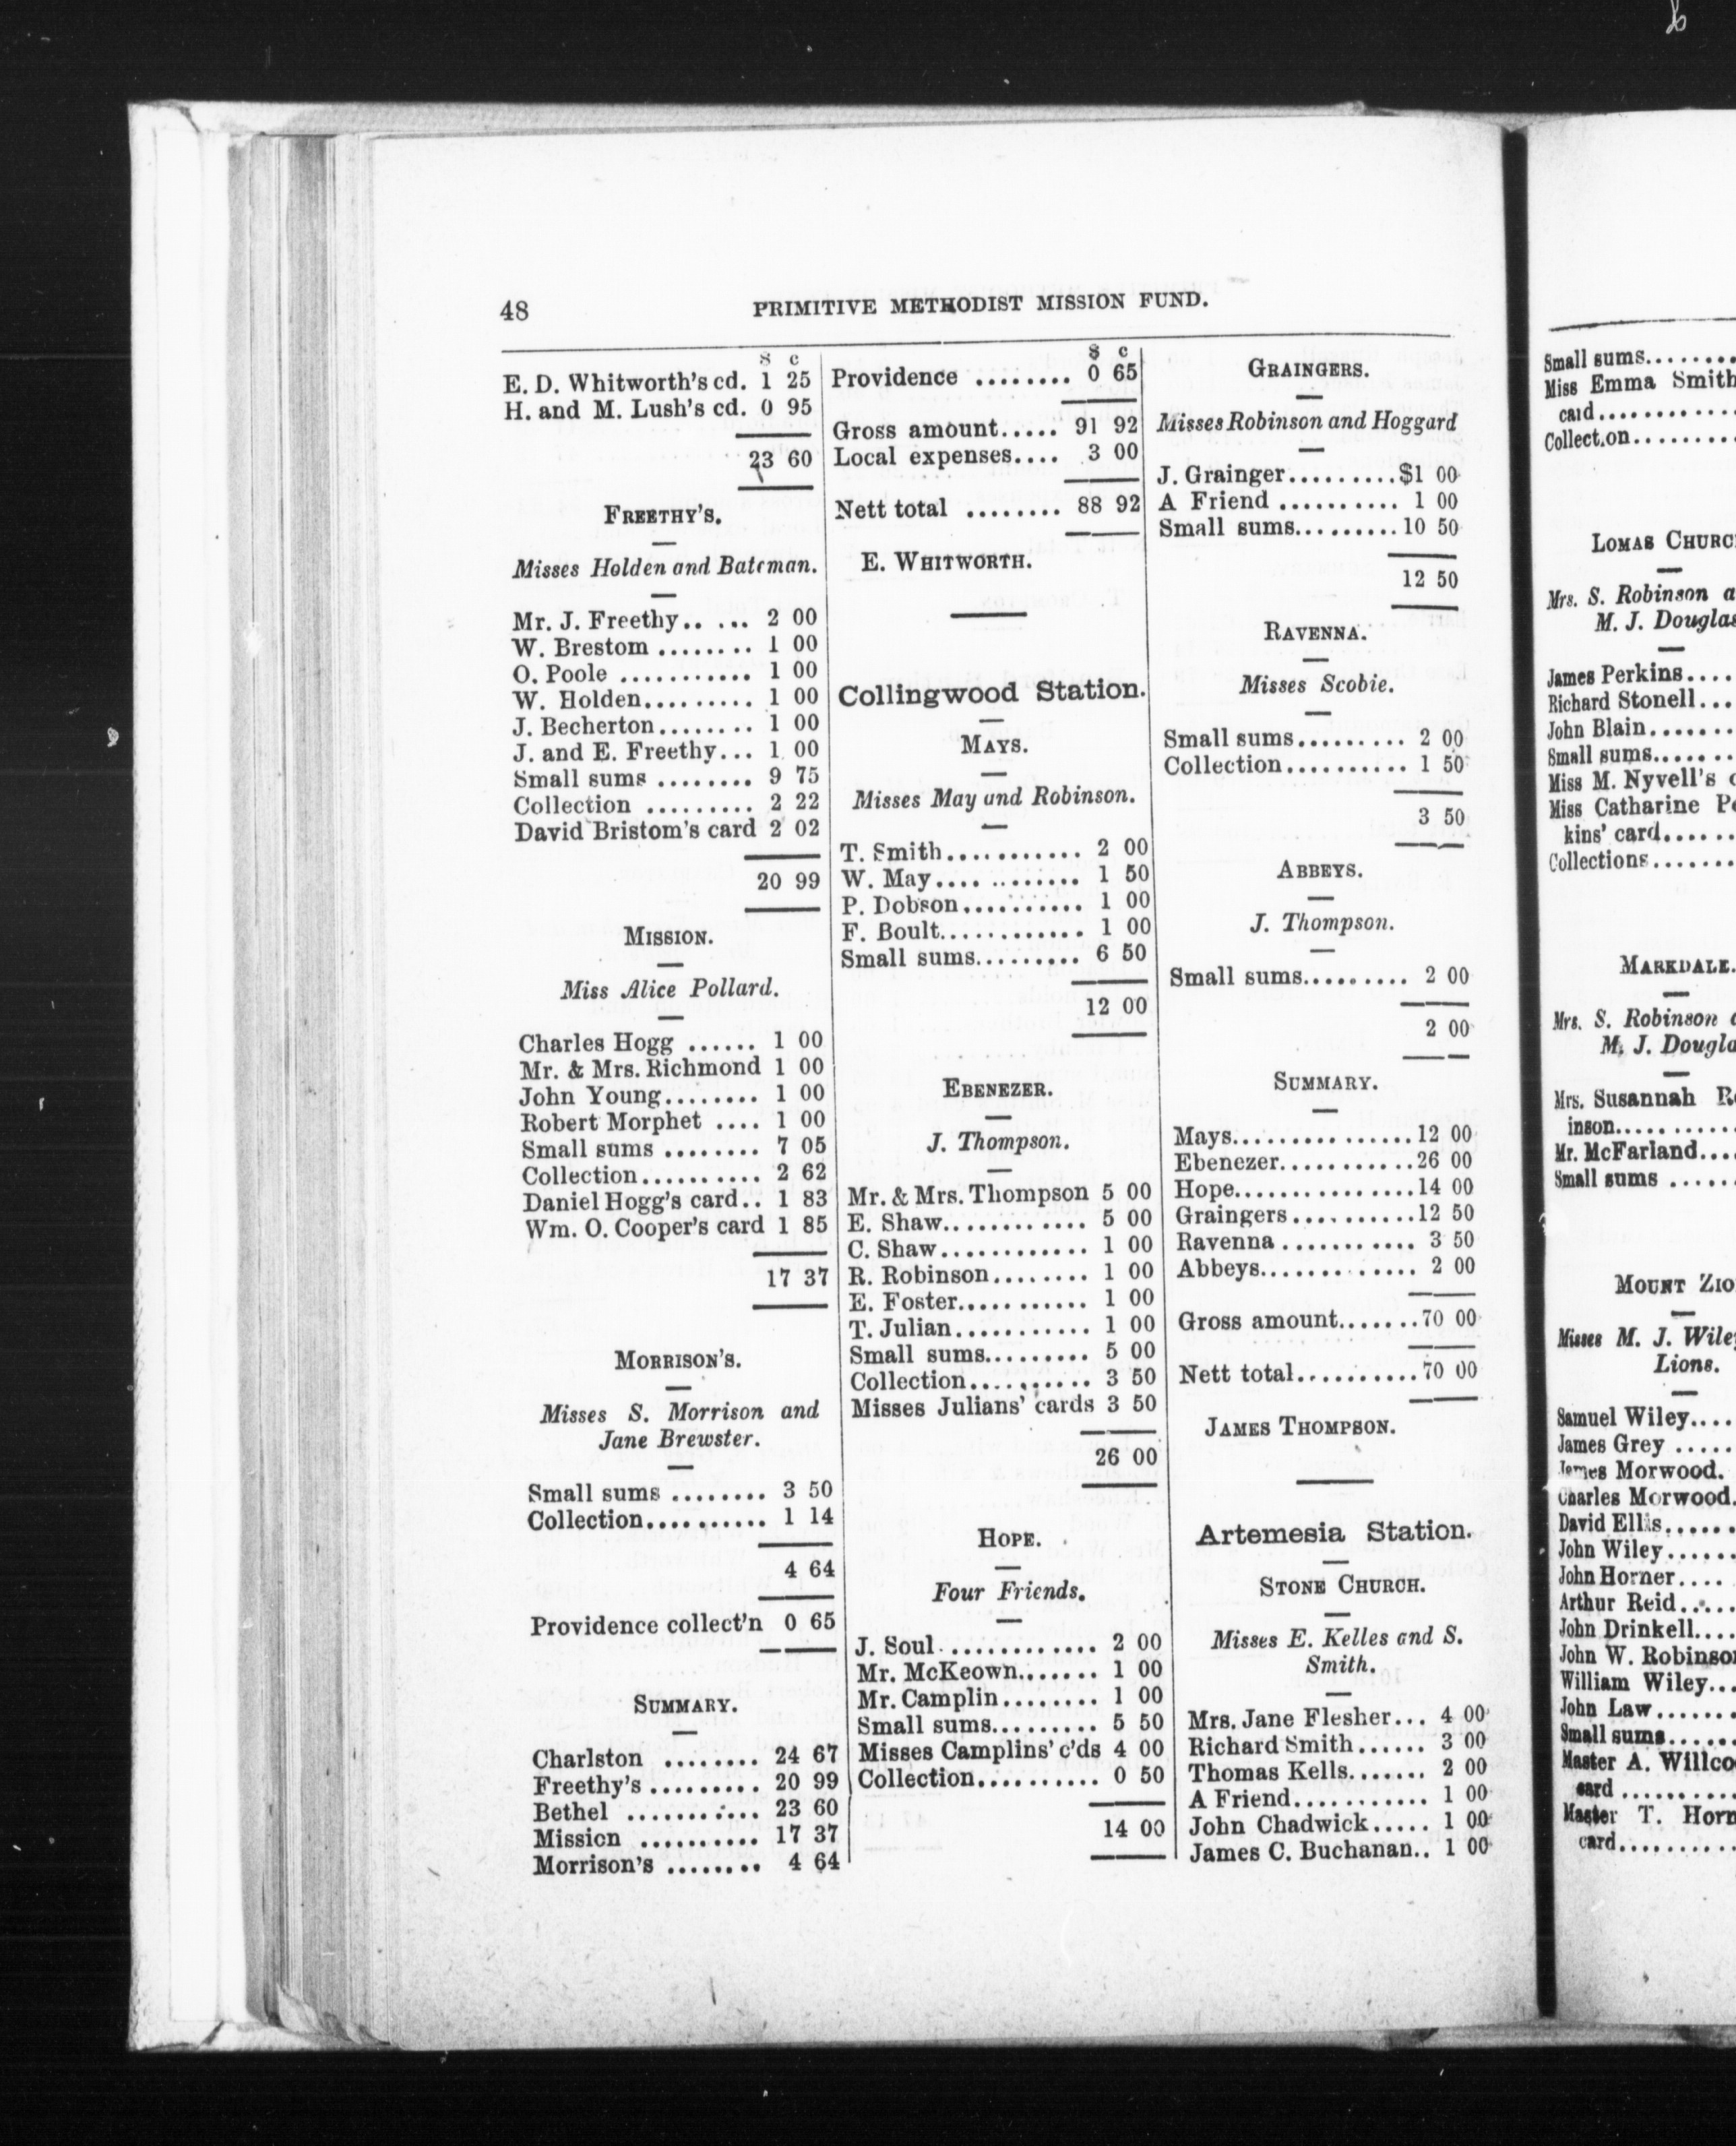 48 PRIMITIVE METHODIST MISSION FUND.
$ c
E. D. Whitworth's cd. 1 25
H. and M. Lush's cd. 0 95
23 60
FREETHY'S.
Misses Holden and Bateman.
Mr. J. Freethy.. ... 2 00
W. Brestom ........ 1 00
O. Poole ........... 1 00
W. Holden......... 1 00
J. Becherton........ 1 00
J. and E. Freethy... 1 00
Small sums ........ 9 75
Collection ......... 2 22
David Bristom's card 2 02
20 99
MISSION.
Miss Alice Pollard.
Charles Hogg ...... 1 00
Mr. & Mrs. Richmond 1 00
John Young........ 1 00
Robert Morphet .... 1 00
Small sums ........ 7 05
Collection.......... 2 62
Daniel Hogg's card.. 1 83
Wm. O. Cooper's card 1 85
17 37
MORRISON'S.
Misses S. Morrison and
Jane Brewster.
Small sums ........ 3 50
Collection.......... 1 14
4 64
Providence collect'n 0 65
SUMMARY.
Charlston ........ 24 67
Freethy's ......... 20 99
Bethel ........... 23 60
Mission .......... 17 37
Morrison's ........ 4 64
$ c
Providence ........ 0 65
Gross amount..... 91 92
Local expenses.... 3 00
Nett total ........ 88 92
E. WHITWORTH.
Collingwood Station.
MAYS.
Misses May and Robinson.
T. Smith........... 2 00
W. May.... ........ 1 50
P. Dobson.......... 1 00
F. Boult............ 1 00
Small sums......... 6 50
12 00
EBENEZER.
J. Thompson.
Mr. & Mrs. Thompson 5 00
E. Shaw............ 5 00
C. Shaw............ 1 00
R. Robinson........ 1 00
E. Foster........... 1 00
T. Julian........... 1 00
Small sums......... 5 00
Collection.......... 3 50
Misses Julians' cards 3 50
26 00
HOPE.
Four Friends.
J. Soul............. 2 00
Mr. McKeown....... 1 00
Mr. Camplin........ 1 00
Small sums......... 5 50
Misses Camplins' c'ds 4 00
Collection.......... 0 50
14 00
GRAINGERS.
Misses Robinson and Hoggard
J. Grainger.........$1 00
A Friend .......... 1 00
Small sums.........10 50
12 50
RAVENNA.
Misses Scobie.
Small sums......... 2 00
Collection.......... 1 50
3 50
ABBEYS.
J. Thompson.
Small sums......... 2 00
2 00
SUMMARY.
Mays...............12 00
Ebenezer...........26 00
Hope...............14 00
Graingers..........12 50
Ravenna ........... 3 50
Abbeys............. 2 00
Gross amount.......70 00
Nett total..........70 00
JAMES THOMPSON.
Artemesia Station.
STONE CHURCH.
Misses E. Kelles and S.
Smith.
Mrs. Jane Flesher... 4 00
Richard Smith...... 3 00
Thomas Kells....... 2 00
A Friend........... 1 00
John Chadwick..... 1 00
James C. Buchanan.. 1 00
Small sums........
Miss Emma Smith
card...........
Collection........
LOMAS
Mrs. S. Robinson
M. J.
James Perkins....
Richard Stonell...
John Blain.......
Small sums.......
Miss M. Nyvell's
Miss Catharine
kins' card......
Collections.......
MARKDALE.
Mrs. S. Robinson
M. J.
Mrs. Susannah
inson..........
Mr. McFarland....
Small sums ......
MOUNT
Misses M. J.
Lions.
Samuel Wiley....
James Grey .....
James Morwood.
Charles Morwood.
David Ellis......
John Wiley......
John Horner....
Arthur Reid.....
John Drinkell....
John W.
William Wiley...
John Law.......
Small sums......
Master A.
card ..........
Master T.
card...........